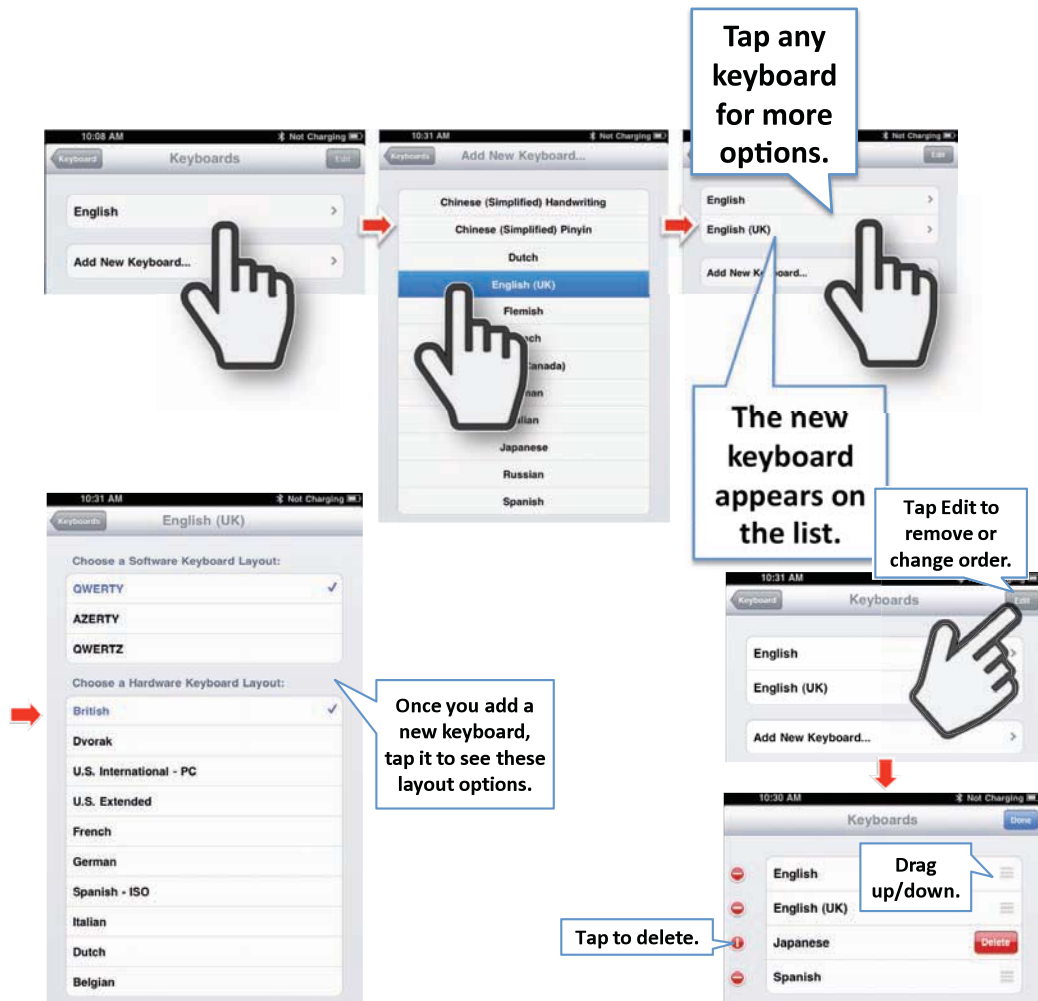 Tap any
keyboard
for more
options.
10:08 AM Not Charging
Keyboard Keyboards Edit
English
Add New Keyboard...
10:31 AM Not Charging
Keyboards Add New Keyboard...
Chinese (Simplified) Handwriting
Chinese (Simplified) Pinyin
Dutch
English (UK)
Flemish
Japanese
Russian
Spanish
Not Charging
Edit
English
English (UK)
Add New
The new
keyboard
appears on
the list.
10:31 AM Not Charging
Keyboards English (UK)
Choose a Software Keyboard Layout:
QWERTY
AZERTY
QWERTZ
Choose a Hardware Keyboard Layout:
British
Dvorak
U.S. International - PC
U.S. Extended
French
German
Spanish - ISO
Italian
Dutch
Belgian
Once you add a
new keyboard,
tap it to see these
layout options.
Tap Edit to
remove or
change order.
10:31 AM
Keyboard Keyboards Edit
English
English (UK)
Add New Keyboard...
10:30 AM Not Charging
Keyboards Done
English
English (UK)
Japanese Delete
Spanish
Drag
up/down.
Tap to delete.